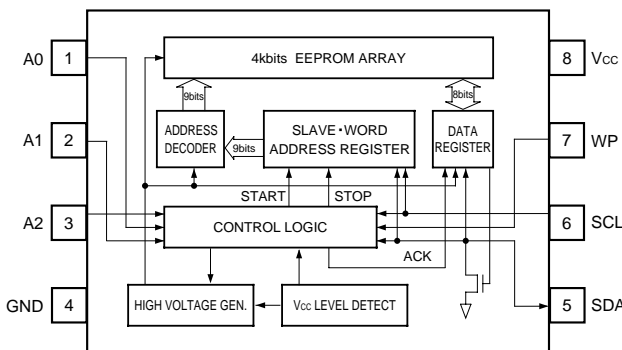 A0 1
4kbits EEPROM ARRAY
8 Vcc
9bits
8bits
A1 2
ADDRESS
DECODER
9bits
SLAVE・WORD
ADDRESS REGISTER
DATA
REGISTER
7 WP
START
STOP
A2 3
CONTROL LOGIC
6 SCL
ACK
GND 4
HIGH VOLTAGE GEN.
Vcc LEVEL DETECT
5 SDA